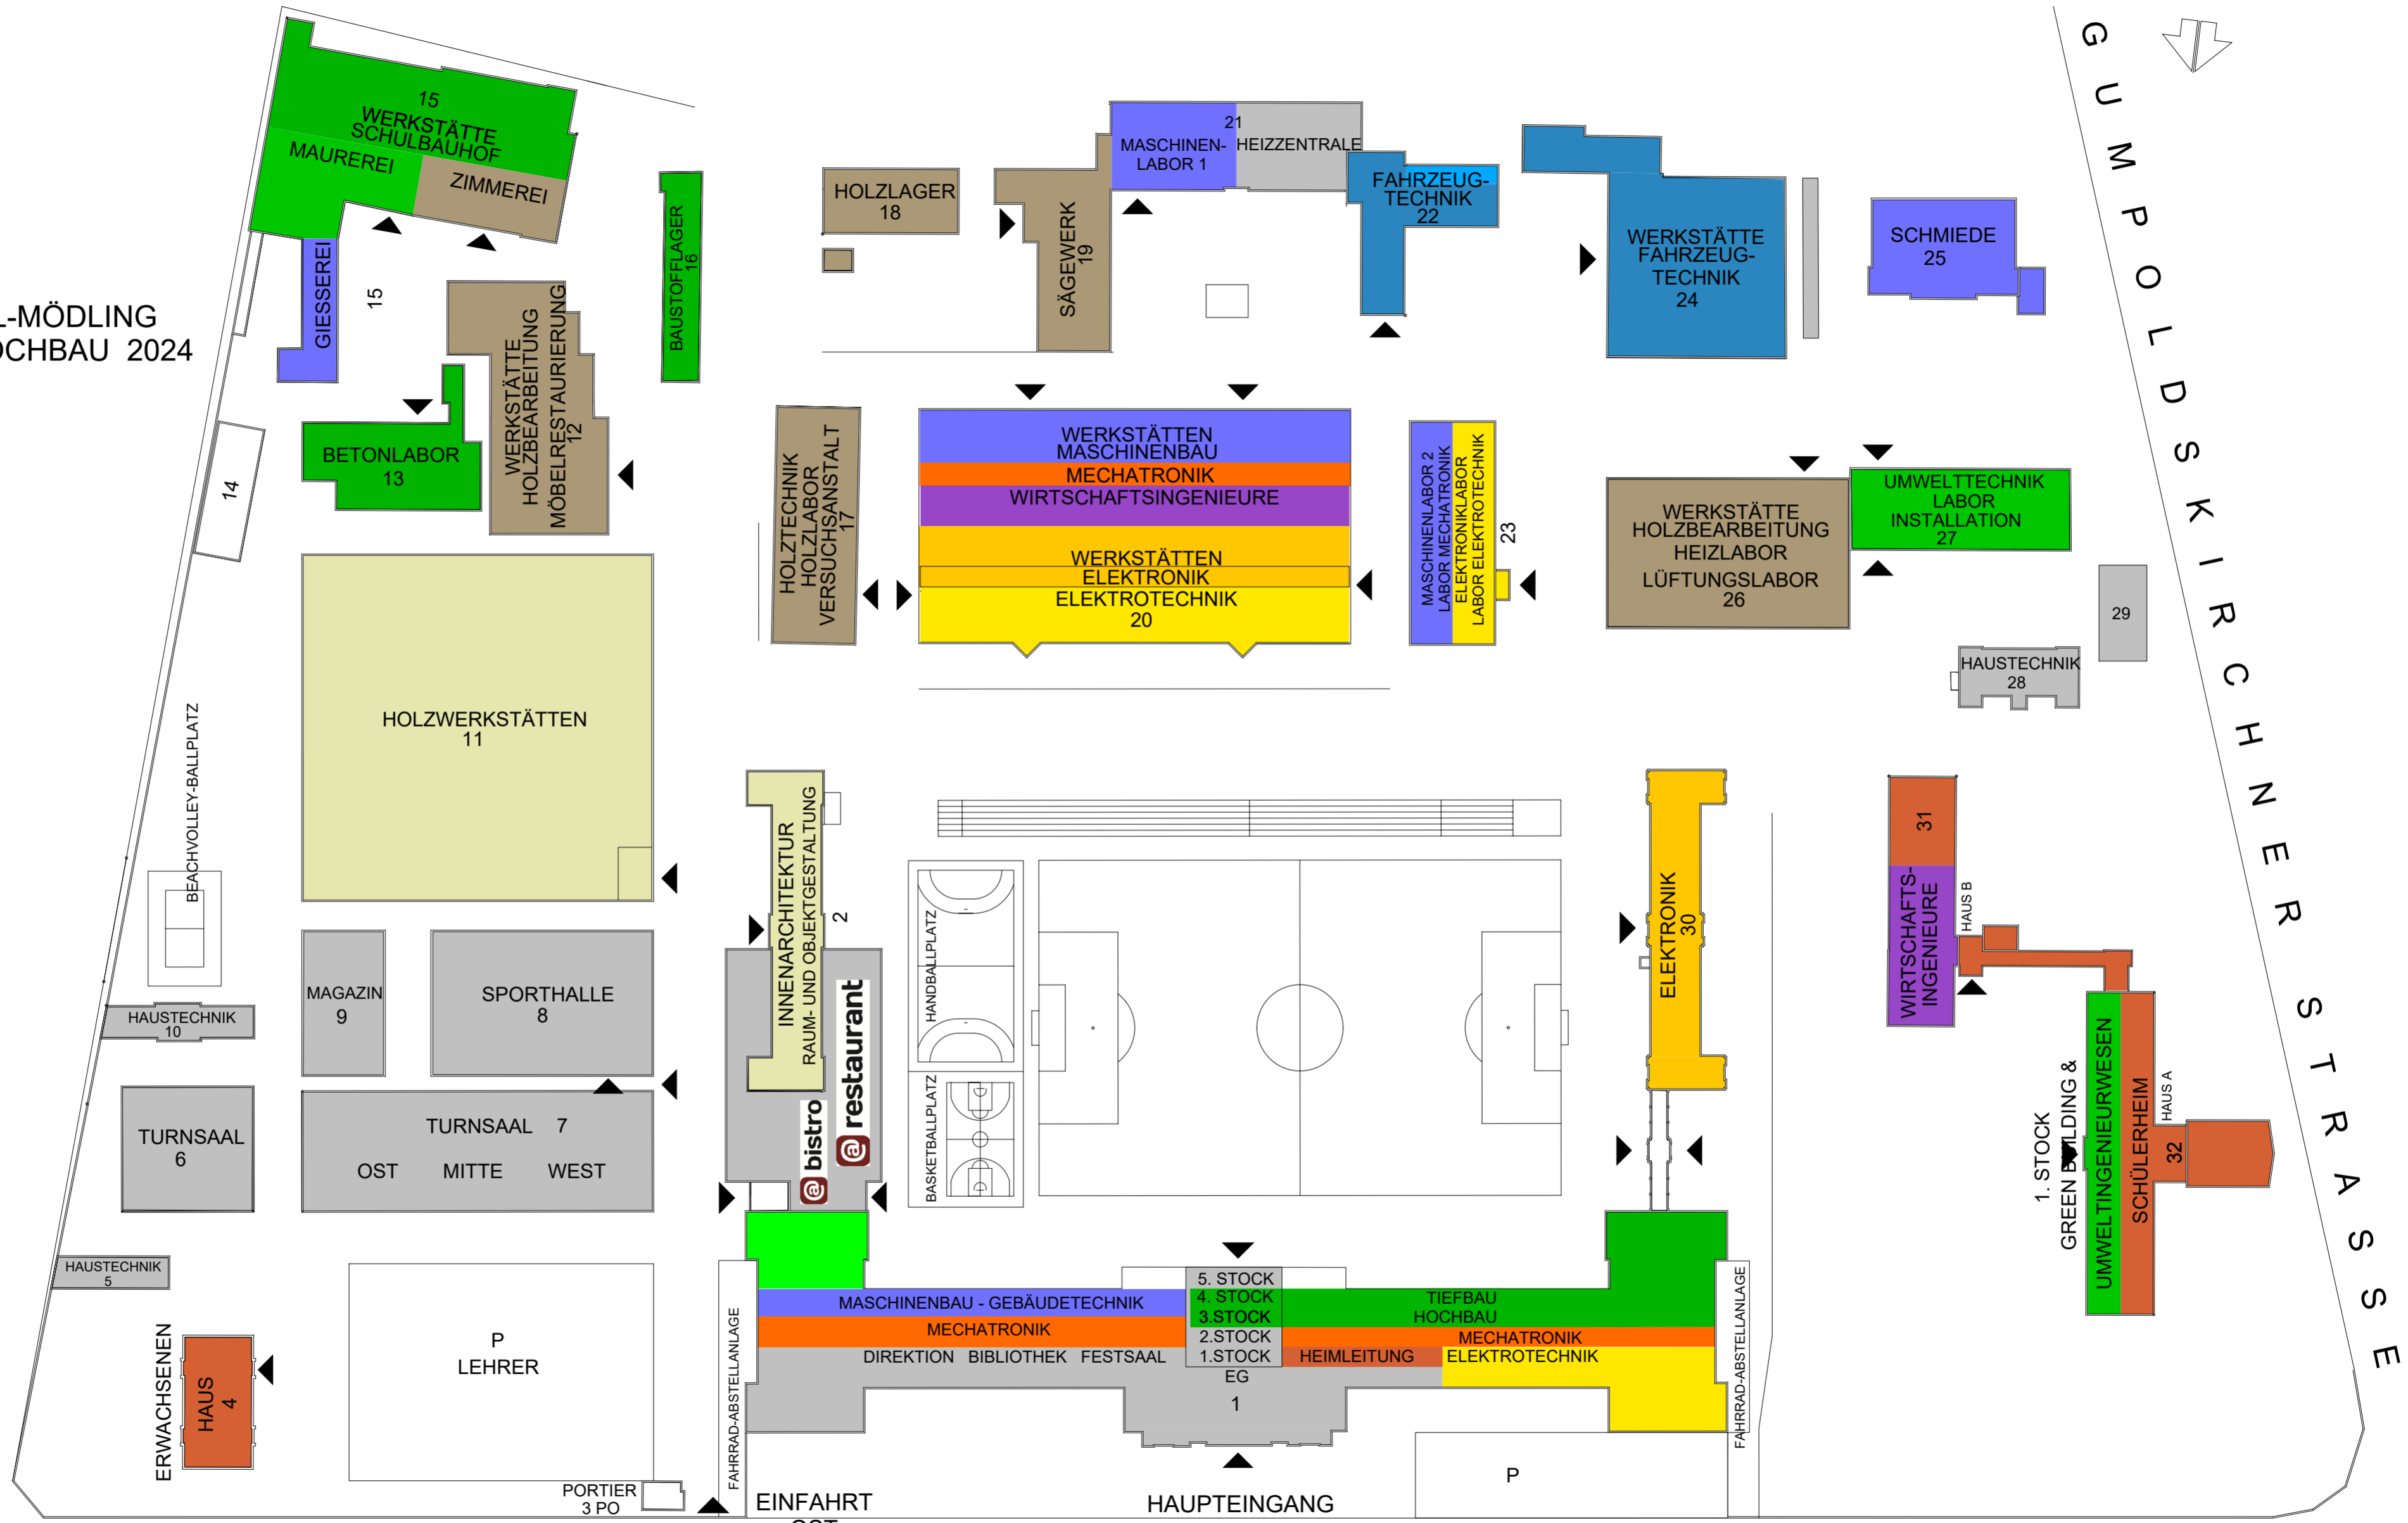 L-MÖDLING
OCHBAU 2024
15
WERKSTÄTTE
SCHULBAUHOF
MAUREREI
ZIMMEREI
GIESSEREI
15
BAUSTOFFLAGER
16
HOLZLAGER
18
SÄGEWERK
19
21
MASCHINEN-
LABOR 1
HEIZZENTRALE
FAHRZEUG-
TECHNIK
22
WERKSTÄTTE
FAHRZEUG-
TECHNIK
24
SCHMIEDE
25
GUMPOLDSKIRCHNER STRASSE
WERKSTÄTTE
HOLZBEARBEITUNG
MÖBELRESTAURIERUNG
12
BETONLABOR
13
14
HOLZTECHNIK
HOLZLABOR
VERSUCHSANSTALT
17
WERKSTÄTTEN
MASCHINENBAU
MECHATRONIK
WIRTSCHAFTSINGENIEURE
WERKSTÄTTEN
ELEKTRONIK
ELEKTROTECHNIK
20
MASCHINENLABOR 2
LABOR MECHATRONIK
ELEKTRONIKLABOR
LABOR ELEKTROTECHNIK
23
WERKSTÄTTE
HOLZBEARBEITUNG
HEIZLABOR
LÜFTUNGSLABOR
26
UMWELTTECHNIK
LABOR
INSTALLATION
27
29
HAUSTECHNIK
28
HOLZWERKSTÄTTEN
11
BEACHVOLLEY-BALLPLATZ
MAGAZIN
9
SPORTHALLE
8
HAUSTECHNIK
10
TURNSAAL
6
TURNSAAL 7
OST MITTE WEST
HAUSTECHNIK
5
INNENARCHITEKTUR
RAUM- UND OBJEKTGESTALTUNG
2
@ bistro
@ restaurant
HANDBALLPLATZ
BASKETBALLPLATZ
ELEKTRONIK
30
31
WIRTSCHAFTS-
INGENIEURE
HAUS B
1. STOCK
GREEN BUILDING &
UMWELTINGENIEURWESEN
SCHÜLERHEIM
HAUS A
32
ERWACHSENEN
HAUS
4
P
LEHRER
PORTIER
3 PO
FAHRRAD-ABSTELLANLAGE
MASCHINENBAU - GEBÄUDETECHNIK
MECHATRONIK
DIREKTION BIBLIOTHEK FESTSAAL
5. STOCK
4. STOCK
3.STOCK
2.STOCK
1.STOCK
EG
1
TIEFBAU
HOCHBAU
MECHATRONIK
HEIMLEITUNG
ELEKTROTECHNIK
FAHRRAD-ABSTELLANLAGE
P
EINFAHRT
OST
HAUPTEINGANG